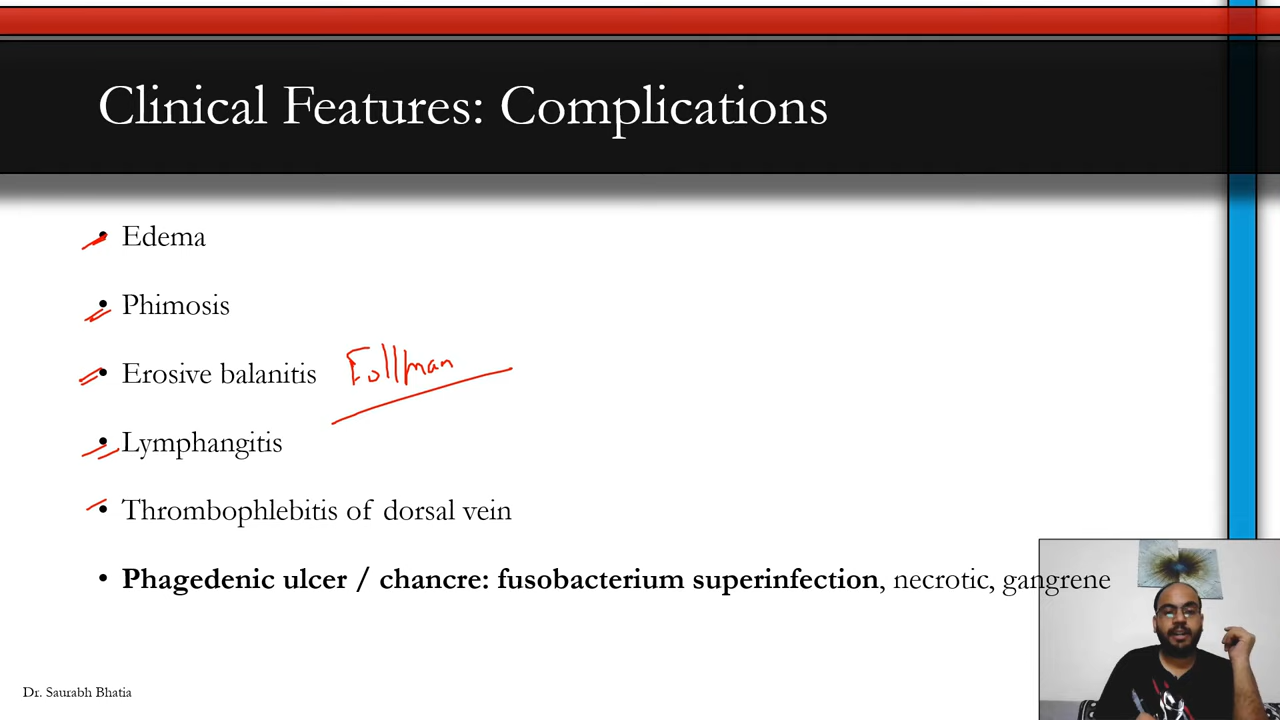 Clinical Features: Complications
• Edema
• Phimosis
• Erosive balanitis Follman
• Lymphangitis
• Thrombophlebitis of dorsal vein
• Phagedenic ulcer / chancre: fusobacterium superinfection, necrotic, gangrene
Dr. Saurabh Bhatia